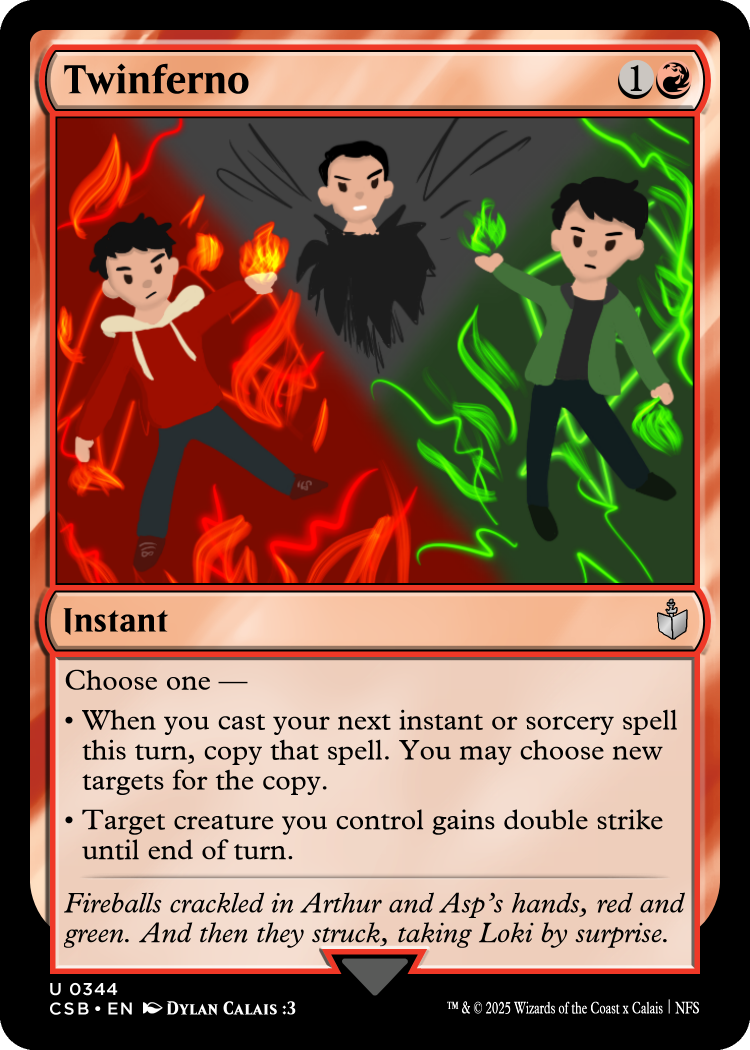 Twinferno 1
Instant
Choose one —
• When you cast your next instant or sorcery spell
this turn, copy that spell. You may choose new
targets for the copy.
• Target creature you control gains double strike
until end of turn.
Fireballs crackled in Arthur and Asp's hands, red and
green. And then they struck, taking Loki by surprise.
U 0344
CSB • EN Dylan Calais :3
™ & © 2025 Wizards of the Coast x Calais | NFS